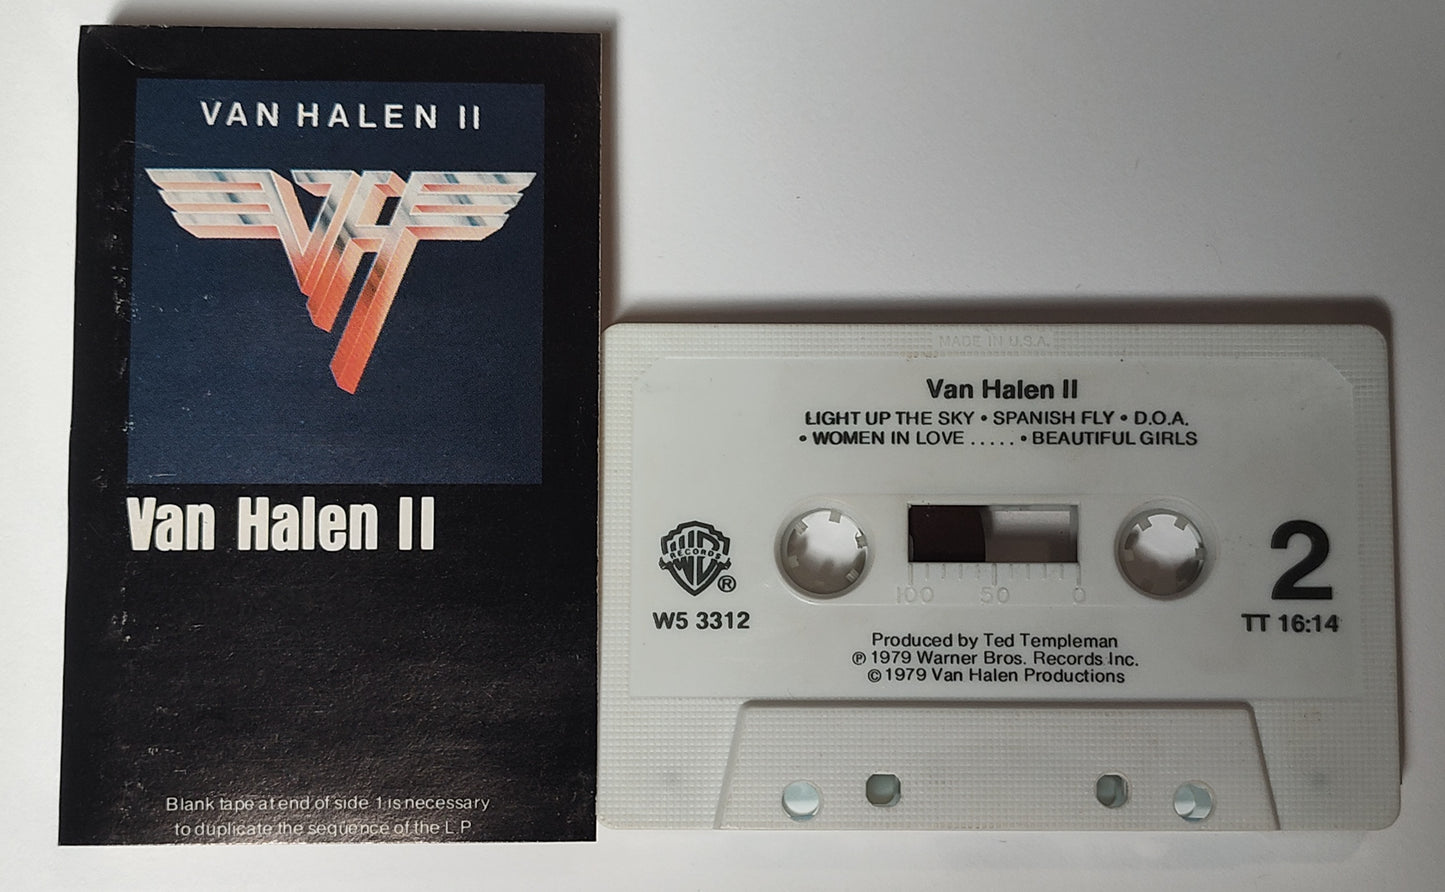 VAN HALEN II
Van Halen II
Blank tape at end of side 1 is necessary
to duplicate the sequence of the L.P.
MADE IN U.S.A.
Van Halen II
LIGHT UP THE SKY • SPANISH FLY • D.O.A.
• WOMEN IN LOVE ..... • BEAUTIFUL GIRLS
WB
RECORDS
®
W5 3312
100 50 0
2
TT 16:14
Produced by Ted Templeman
℗ 1979 Warner Bros. Records Inc.
© 1979 Van Halen Productions